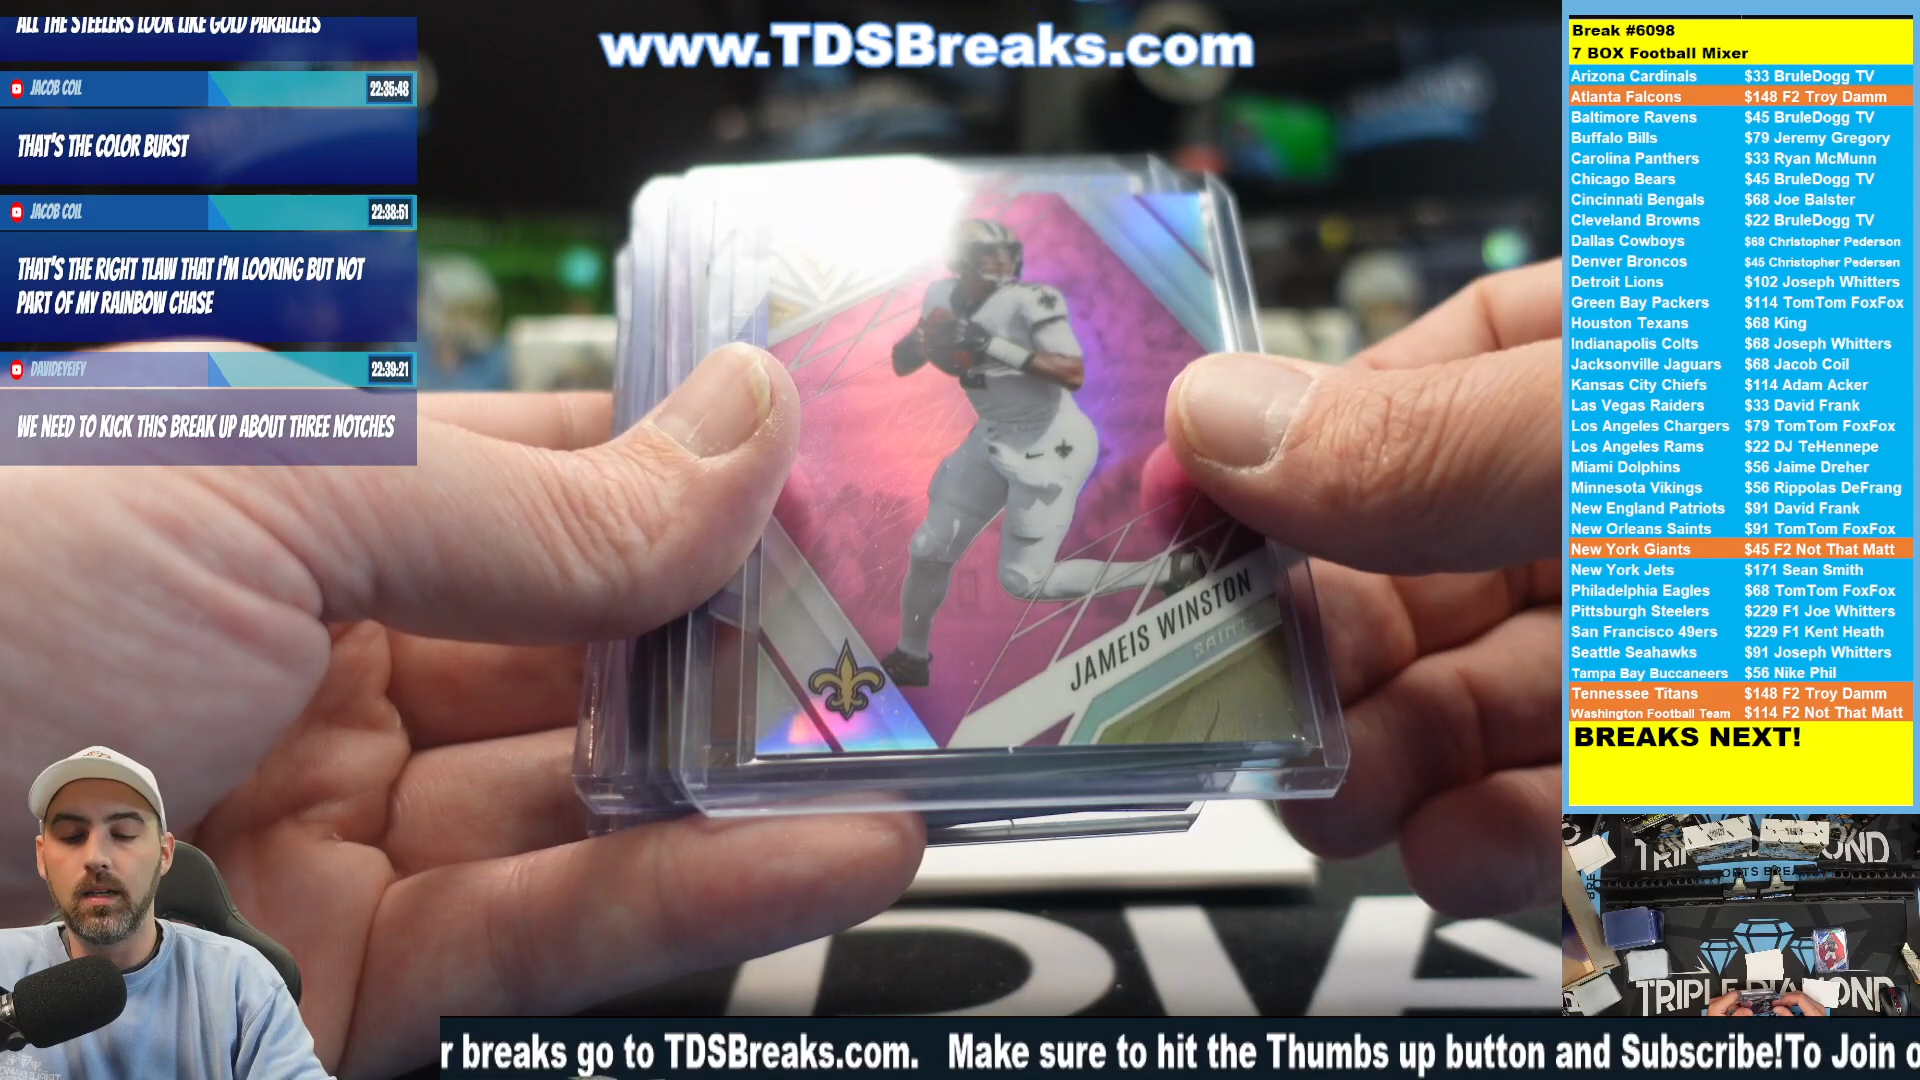 ALL THE STEELERS LOOK LIKE GOLD PARALLELS
JACOB COIL
22:35:48
THAT'S THE COLOR BURST
JACOB COIL
22:38:51
THAT'S THE RIGHT TLAW THAT I'M LOOKING BUT NOT
PART OF MY RAINBOW CHASE
DAVIDEYEIFY
22:39:21
WE NEED TO KICK THIS BREAK UP ABOUT THREE NOTCHES
www.TDSBreaks.com
JAMEIS WINSTON
SAINTS
Break #6098
7 BOX Football Mixer
Arizona Cardinals $33 BruleDogg TV
Atlanta Falcons $148 F2 Troy Damm
Baltimore Ravens $45 BruleDogg TV
Buffalo Bills $79 Jeremy Gregory
Carolina Panthers $33 Ryan McMunn
Chicago Bears $45 BruleDogg TV
Cincinnati Bengals $68 Joe Balster
Cleveland Browns $22 BruleDogg TV
Dallas Cowboys $68 Christopher Pederson
Denver Broncos $45 Christopher Pedersen
Detroit Lions $102 Joseph Whitters
Green Bay Packers $114 TomTom FoxFox
Houston Texans $68 King
Indianapolis Colts $68 Joseph Whitters
Jacksonville Jaguars $68 Jacob Coil
Kansas City Chiefs $114 Adam Acker
Las Vegas Raiders $33 David Frank
Los Angeles Chargers $79 TomTom FoxFox
Los Angeles Rams $22 DJ TeHennepe
Miami Dolphins $56 Jaime Dreher
Minnesota Vikings $56 Rippolas DeFrang
New England Patriots $91 David Frank
New Orleans Saints $91 TomTom FoxFox
New York Giants $45 F2 Not That Matt
New York Jets $171 Sean Smith
Philadelphia Eagles $68 TomTom FoxFox
Pittsburgh Steelers $229 F1 Joe Whitters
San Francisco 49ers $229 F1 Kent Heath
Seattle Seahawks $91 Joseph Whitters
Tampa Bay Buccaneers $56 Nike Phil
Tennessee Titans $148 F2 Troy Damm
Washington Football Team $114 F2 Not That Matt
BREAKS NEXT!
TRIPLE DIAMOND
r breaks go to TDSBreaks.com. Make sure to hit the Thumbs up button and Subscribe!To Join o